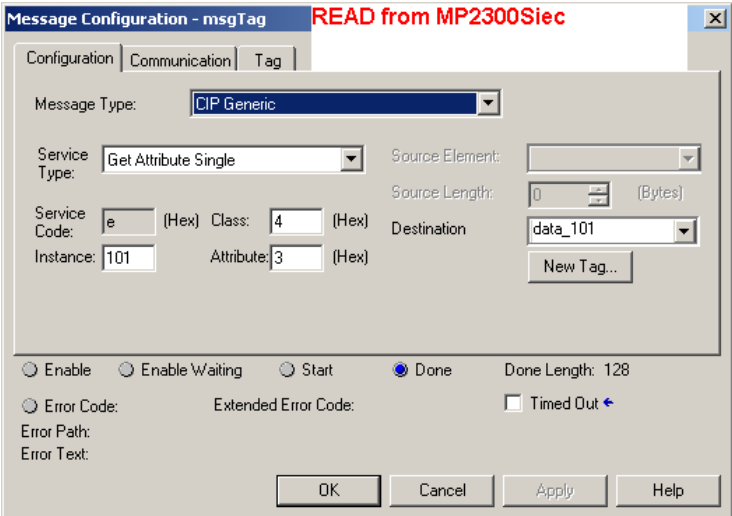 Message Configuration - msgTag READ from MP2300Siec
Configuration Communication Tag
Message Type: CIP Generic
Service Type: Get Attribute Single Source Element:
Source Length: 0 (Bytes)
Service Code: e (Hex) Class: 4 (Hex) Destination data_101
Instance: 101 Attribute: 3 (Hex) New Tag...
Enable Enable Waiting Start Done Done Length: 128
Error Code: Extended Error Code: Timed Out
Error Path:
Error Text:
OK Cancel Apply Help